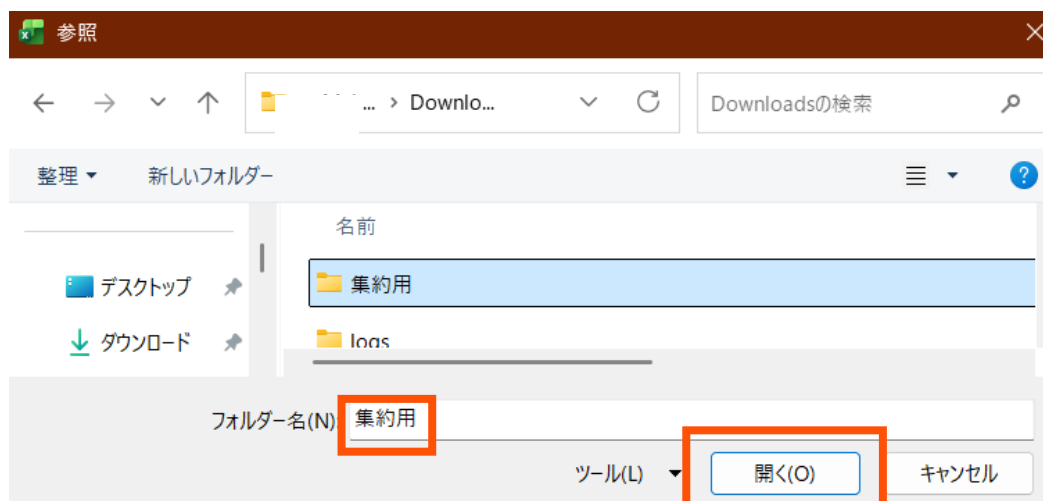 参照
... > Downlo...
Downloadsの検索
整理 新しいフォルダー
名前
デスクトップ
集約用
ダウンロード
logs
フォルダー名(N): 集約用
ツール(L) 開く(O) キャンセル